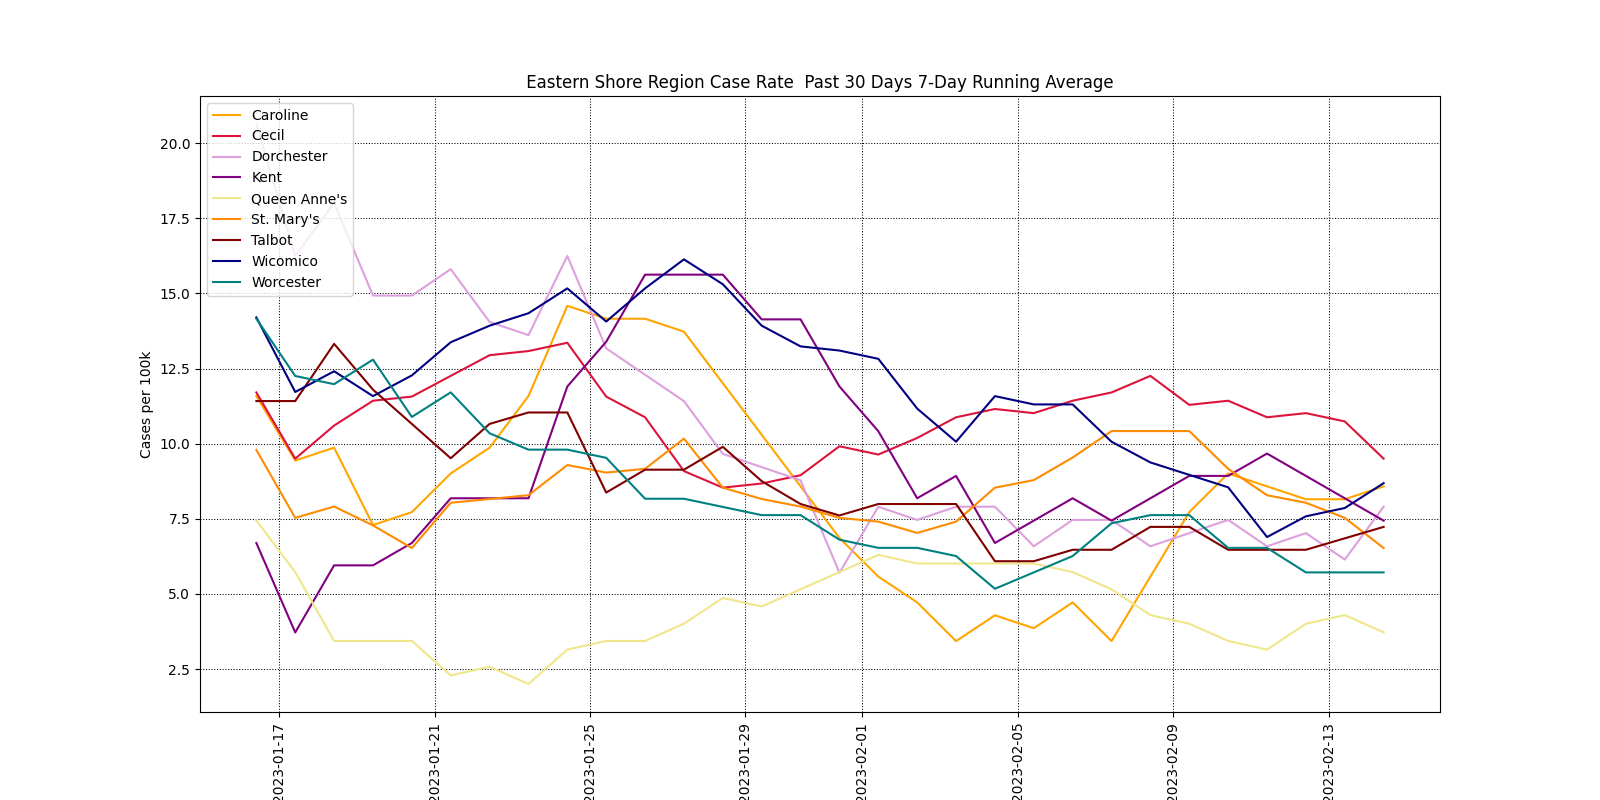 Eastern Shore Region Case Rate  Past 30 Days 7-Day Running Average
Caroline
Cecil
Dorchester
Kent
Queen Anne's
St. Mary's
Talbot
Wicomico
Worcester
Cases per 100k
20.0
17.5
15.0
12.5
10.0
7.5
5.0
2.5
2023-01-17
2023-01-21
2023-01-25
2023-01-29
2023-02-01
2023-02-05
2023-02-09
2023-02-13